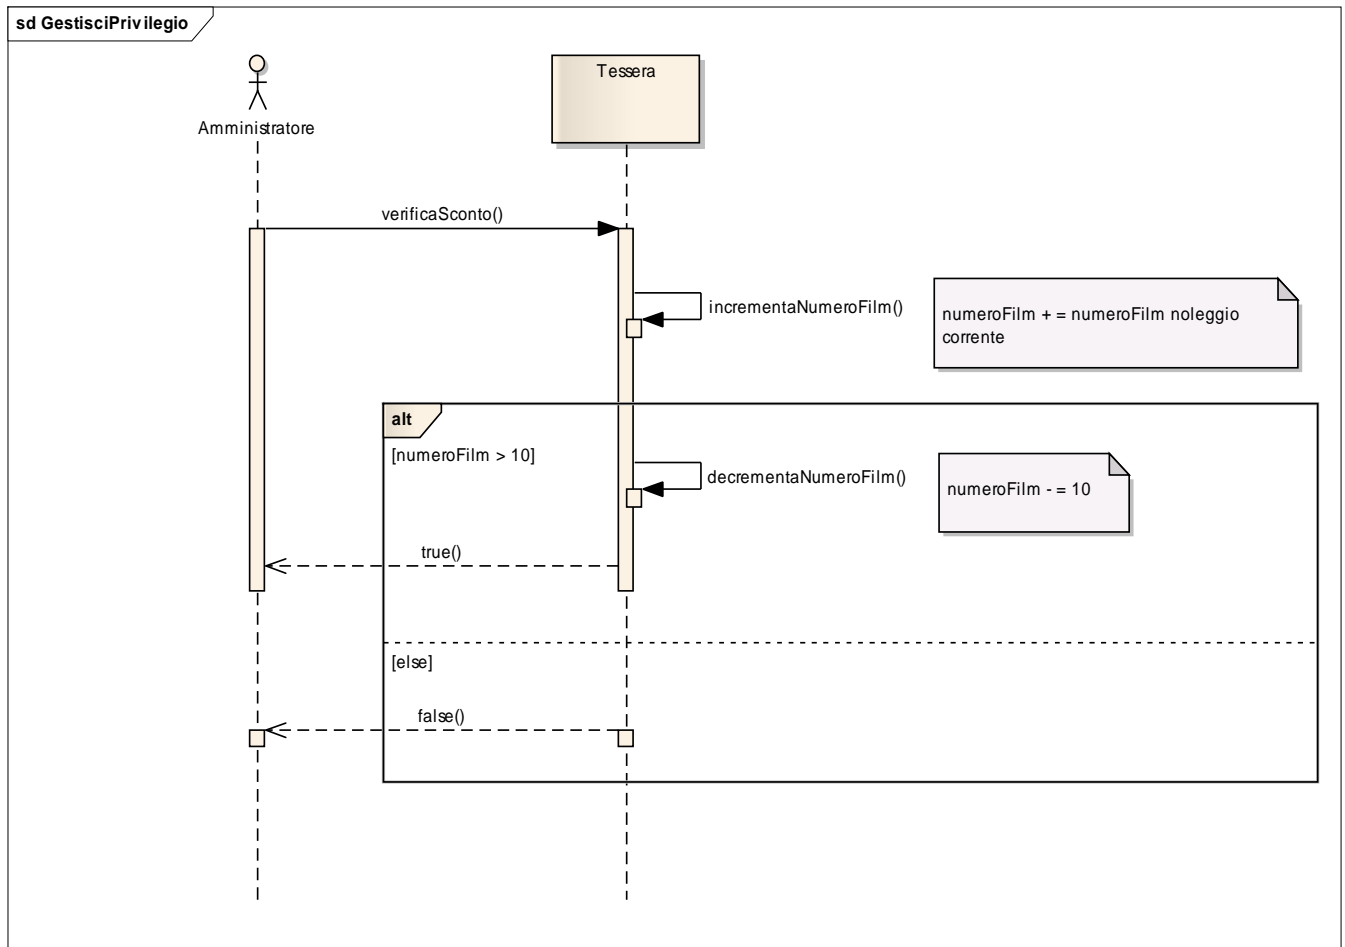 sd GestisciPrivilegio
Amministratore
Tessera
verificaSconto()
incrementaNumeroFilm()
numeroFilm + = numeroFilm noleggio
corrente
alt
[numeroFilm > 10]
decrementaNumeroFilm()
numeroFilm - = 10
true()
[else]
false()